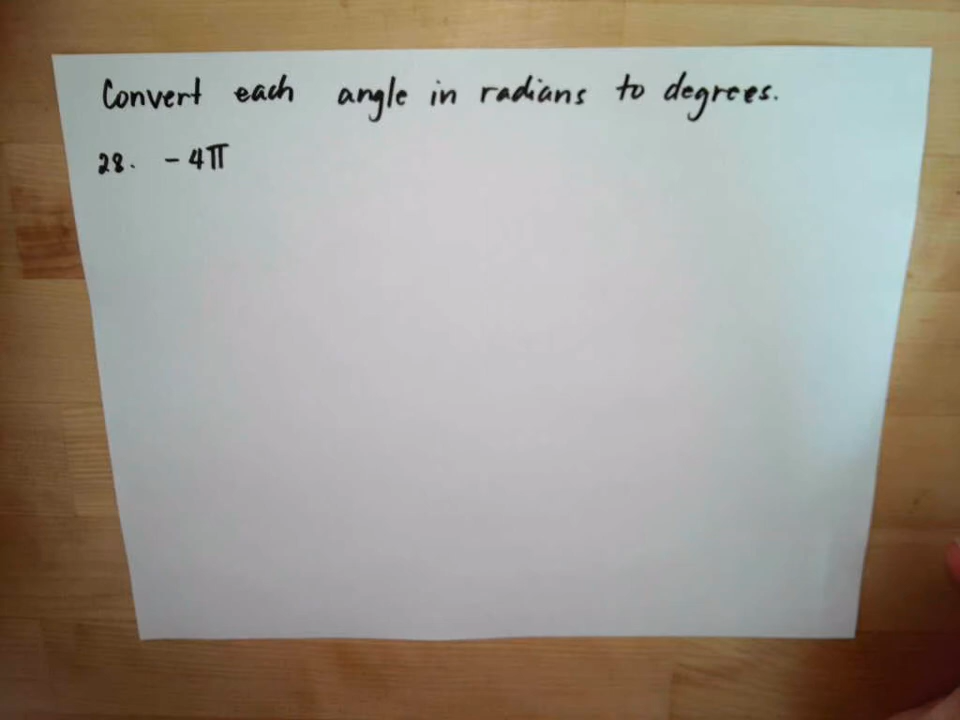 Convert each angle in radians to degrees.
28. - 4π